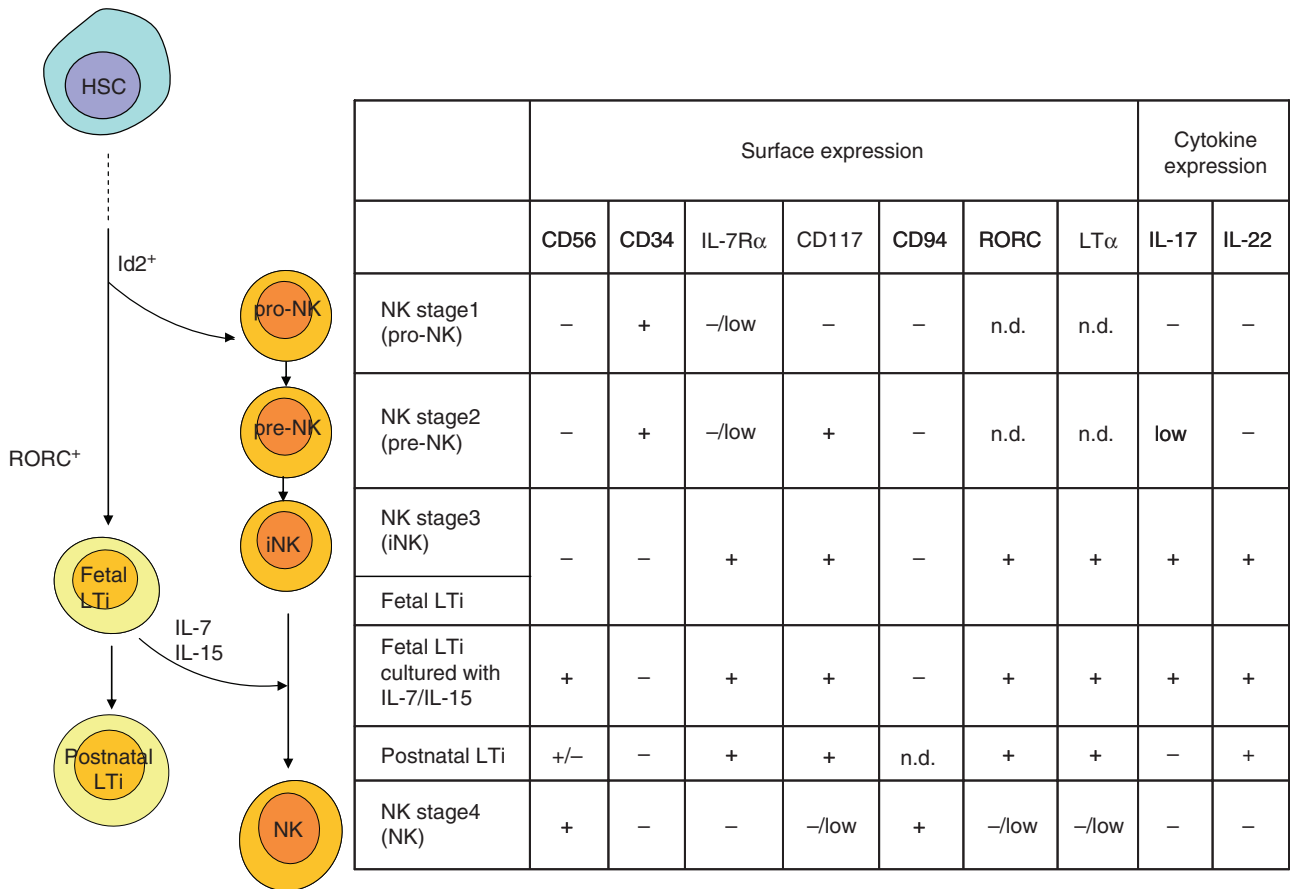 HSC
Id2+
pro-NK
pre-NK
RORC+
iNK
Fetal
LTi
IL-7
IL-15
Postnatal
LTi
NK
Surface expression
Cytokine
expression
CD56 CD34 IL-7Rα CD117 CD94 RORC LTα IL-17 IL-22
NK stage1
(pro-NK)
– + –/low – – n.d. n.d. – –
NK stage2
(pre-NK)
– + –/low + – n.d. n.d. low –
NK stage3
(iNK)
– – + + – + + + +
Fetal LTi
Fetal LTi
cultured with
IL-7/IL-15
+ – + + – + + + +
Postnatal LTi +/– – + + n.d. + + – +
NK stage4
(NK)
+ – – –/low + –/low –/low – –